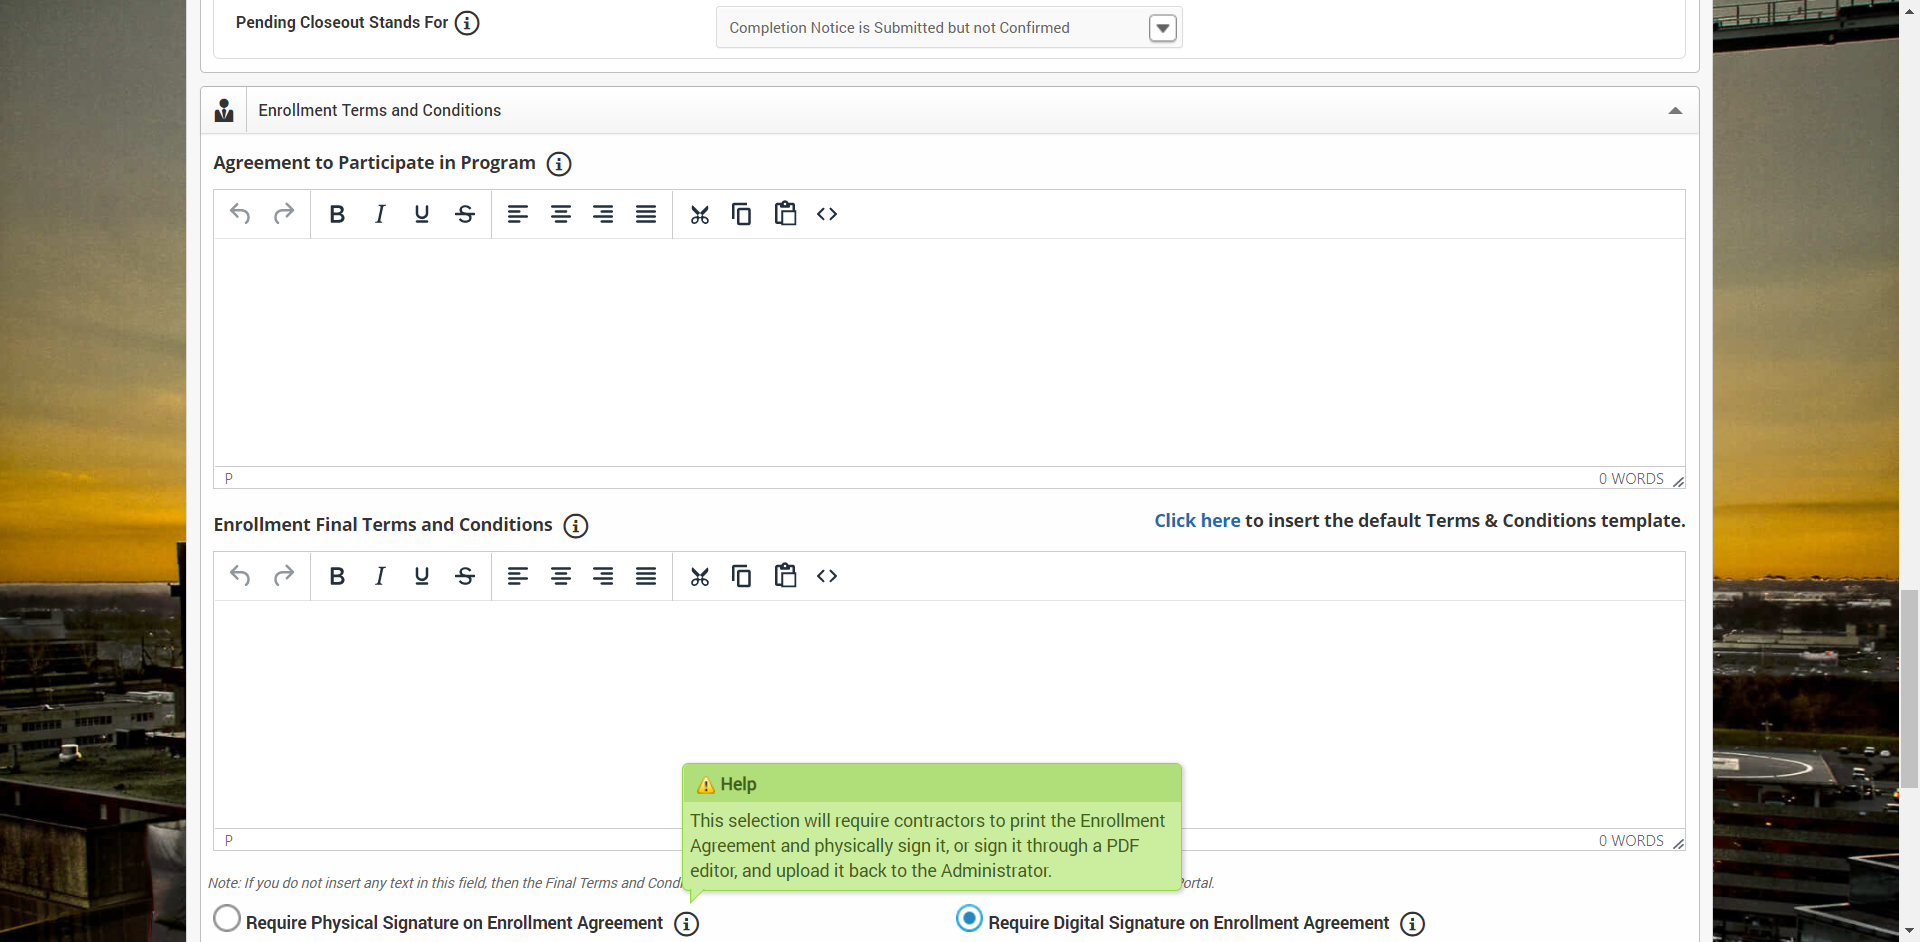 Pending Closeout Stands For
Completion Notice is Submitted but not Confirmed
Enrollment Terms and Conditions
Agreement to Participate in Program
P
0 WORDS
Enrollment Final Terms and Conditions
Click here to insert the default Terms & Conditions template.
P
0 WORDS
Help
This selection will require contractors to print the Enrollment
Agreement and physically sign it, or sign it through a PDF
editor, and upload it back to the Administrator.
Note: If you do not insert any text in this field, then the Final Terms and Portal.
Require Physical Signature on Enrollment Agreement
Require Digital Signature on Enrollment Agreement